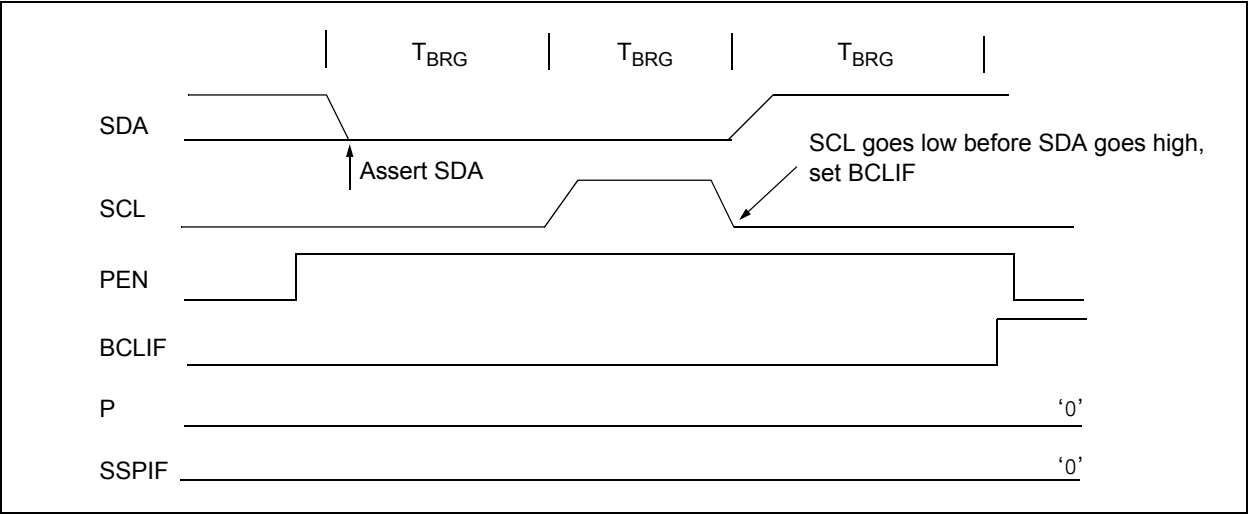 TBRG TBRG TBRG
SDA
SCL goes low before SDA goes high,
set BCLIF
Assert SDA
SCL
PEN
BCLIF
P ‘0’
SSPIF ‘0’